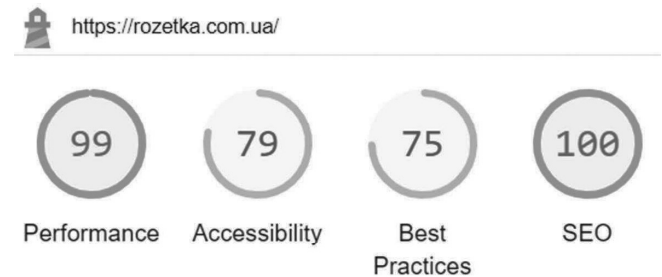 https://rozetka.com.ua/
99 79 75 100
Performance Accessibility Best Practices SEO